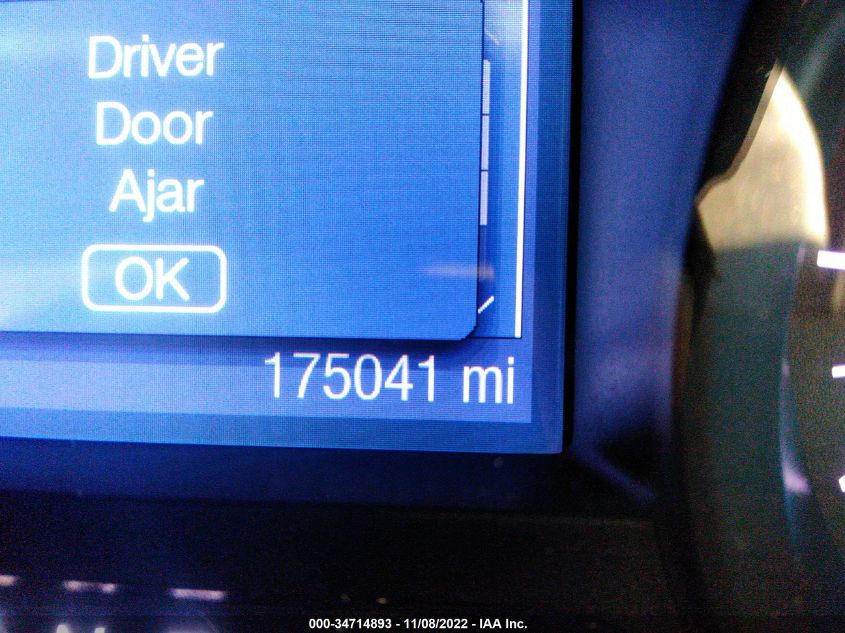 Driver
Door
Ajar
OK
175041 mi
000-34714893 - 11/08/2022 - IAA Inc.